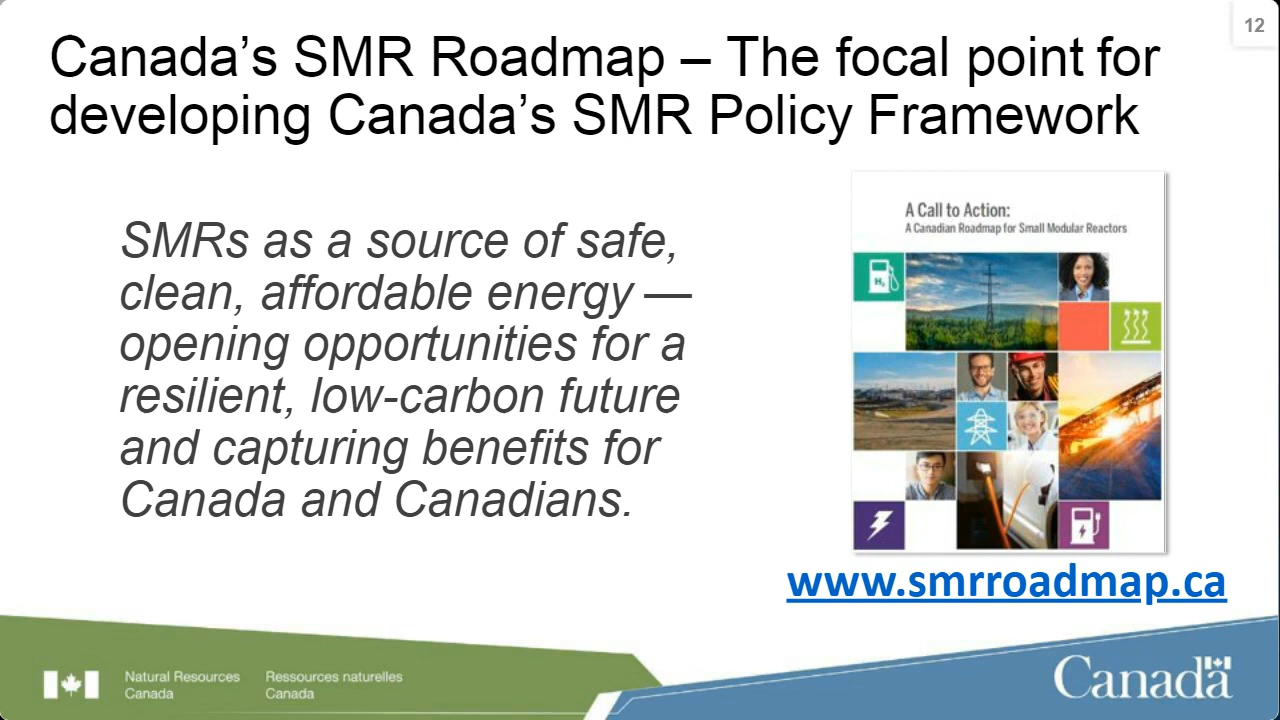 12
Canada’s SMR Roadmap – The focal point for
developing Canada’s SMR Policy Framework
SMRs as a source of safe,
clean, affordable energy —
opening opportunities for a
resilient, low-carbon future
and capturing benefits for
Canada and Canadians.
A Call to Action:
A Canadian Roadmap for Small Modular Reactors
H₂
www.smrroadmap.ca
Natural Resources
Canada
Ressources naturelles
Canada
Canada